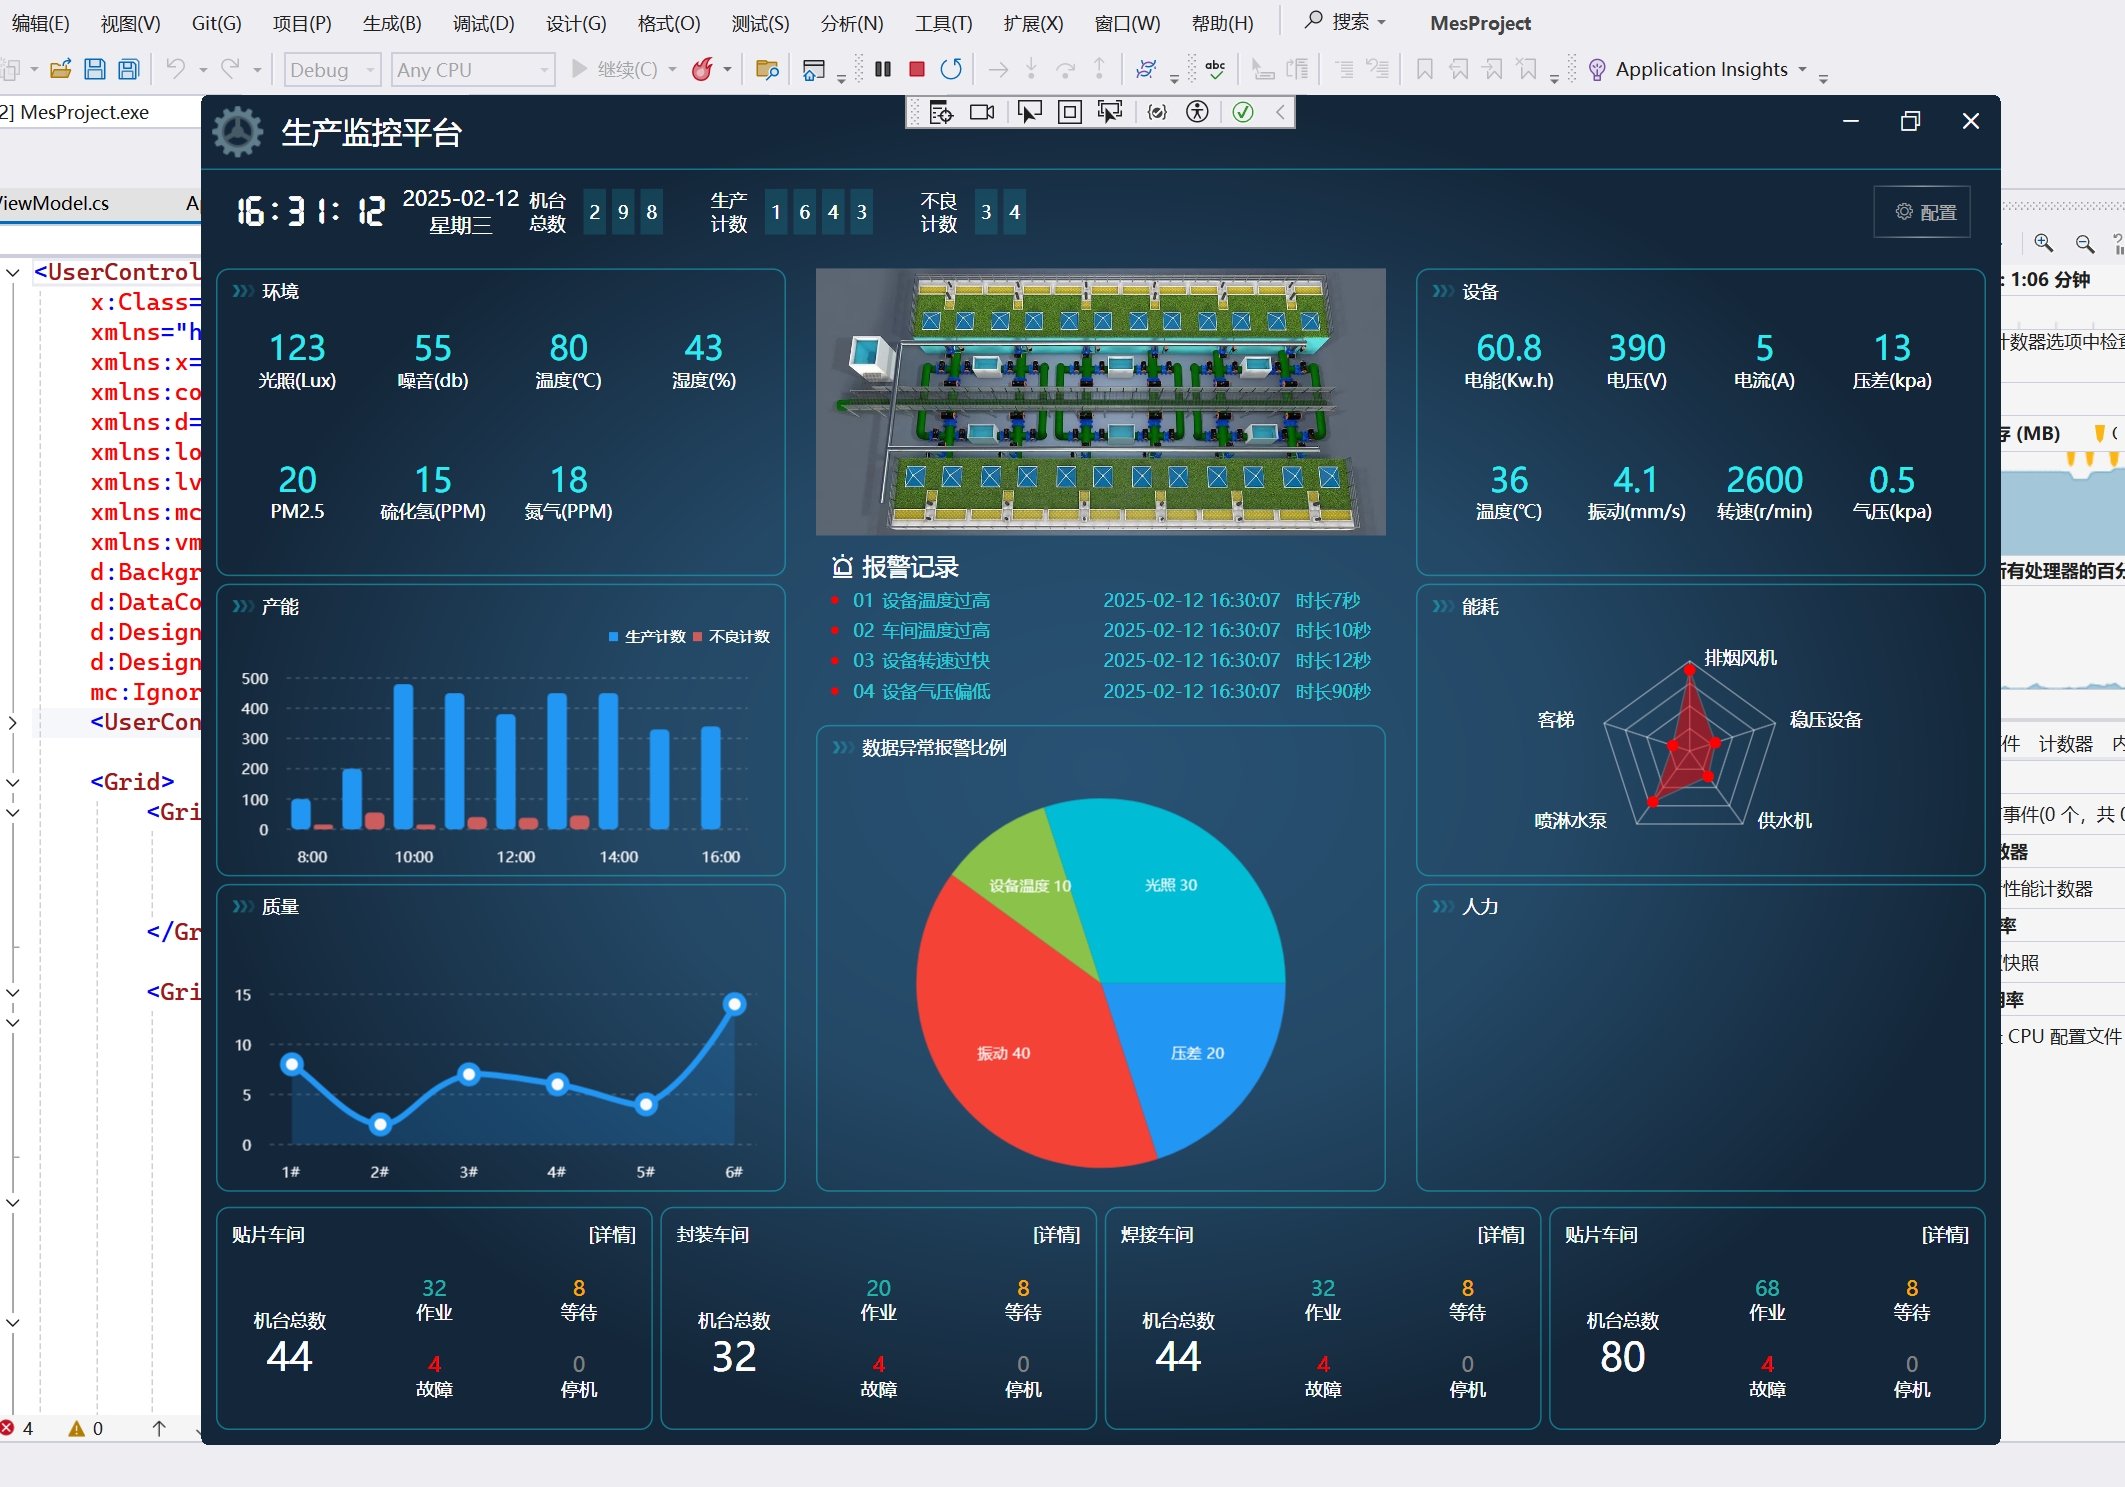 编辑(E) 视图(V) Git(G) 项目(P) 生成(B) 调试(D) 设计(G) 格式(O) 测试(S) 分析(N) 工具(T) 扩展(X) 窗口(W) 帮助(H) 搜索 MesProject
Debug Any CPU 继续(C) Application Insights
2] MesProject.exe
生产监控平台
ViewModel.cs
16:31:12
2025-02-12
星期三
机台总数 2 9 8
生产计数 1 6 4 3
不良计数 3 4
配置
<UserControl
x:Class=
xmlns="h
xmlns:x=
xmlns:co
xmlns:d=
xmlns:lo
xmlns:lv
xmlns:mc
xmlns:vm
d:Backgr
d:DataCo
d:Design
d:Design
mc:Ignor
<UserCon
<Grid>
<Gri
</Gr
<Gri
4 0
环境
123 55 80 43
光照(Lux) 噪音(db) 温度(℃) 湿度(%)
20 15 18
PM2.5 硫化氢(PPM) 氮气(PPM)
产能
生产计数 不良计数
500
400
300
200
100
0
8:00 10:00 12:00 14:00 16:00
质量
15
10
5
0
1# 2# 3# 4# 5# 6#
报警记录
01 设备温度过高 2025-02-12 16:30:07 时长7秒
02 车间温度过高 2025-02-12 16:30:07 时长10秒
03 设备转速过快 2025-02-12 16:30:07 时长12秒
04 设备气压偏低 2025-02-12 16:30:07 时长90秒
数据异常报警比例
设备温度 10
光照 30
振动 40
压差 20
设备
60.8 390 5 13
电能(Kw.h) 电压(V) 电流(A) 压差(kpa)
36 4.1 2600 0.5
温度(℃) 振动(mm/s) 转速(r/min) 气压(kpa)
能耗
排烟风机
客梯 稳压设备
喷淋水泵 供水机
人力
贴片车间 [详情]
32 作业
8 等待
机台总数 44
4 故障
0 停机
封装车间 [详情]
20 作业
8 等待
机台总数 32
4 故障
0 停机
焊接车间 [详情]
32 作业
8 等待
机台总数 44
4 故障
0 停机
贴片车间 [详情]
68 作业
8 等待
机台总数 80
4 故障
0 停机
: 1:06 分钟
计数器选项中检查
存 (MB)
所有处理器的百分
件 计数器 内
事件(0 个，共 0
数器
性能计数器
率
快照
用率
CPU 配置文件